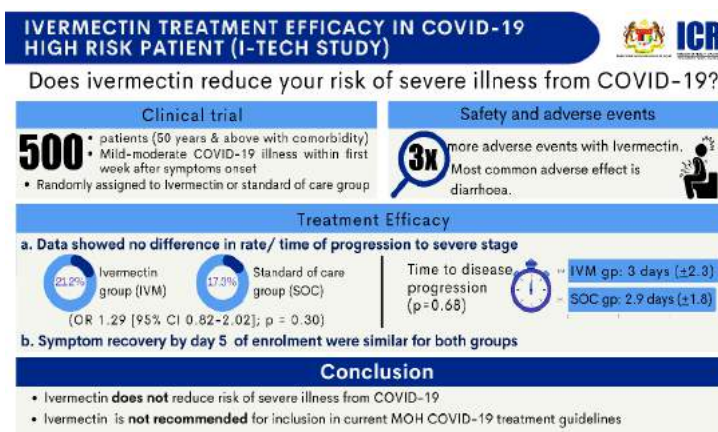 IVERMECTIN TREATMENT EFFICACY IN COVID-19
HIGH RISK PATIENT (I-TECH STUDY)
ICR
Does ivermectin reduce your risk of severe illness from COVID-19?
Clinical trial
500
• patients (50 years & above with comorbidity)
• Mild-moderate COVID-19 illness within first
week after symptoms onset
• Randomly assigned to Ivermectin or standard of care group
Safety and adverse events
3x
more adverse events with Ivermectin.
Most common adverse effect is
diarrhoea.
Treatment Efficacy
a. Data showed no difference in rate/ time of progression to severe stage
21.2%
Ivermectin
group (IVM)
17.3%
Standard of care
group (SOC)
(OR 1.29 [95% CI 0.82-2.02]; p = 0.30)
Time to disease
progression
(p=0.68)
IVM gp: 3 days (±2.3)
SOC gp: 2.9 days (±1.8)
b. Symptom recovery by day 5 of enrolment were similar for both groups
Conclusion
• Ivermectin does not reduce risk of severe illness from COVID-19
• Ivermectin is not recommended for inclusion in current MOH COVID-19 treatment guidelines